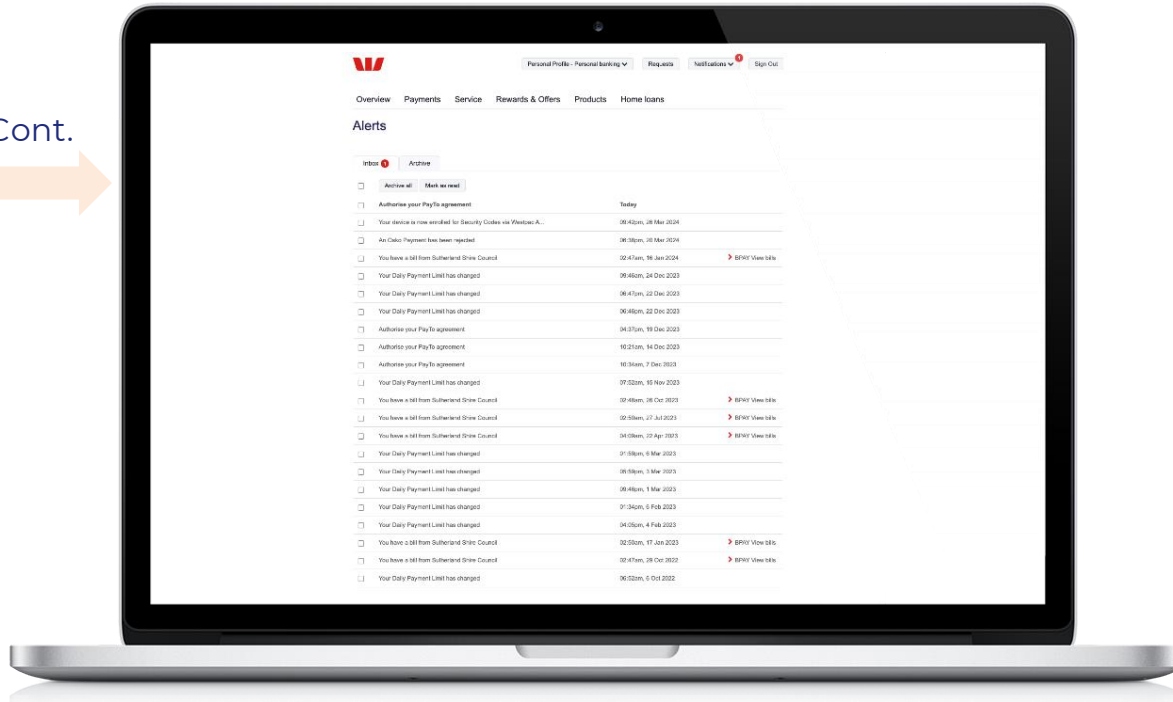 Cont.
Personal Profile - Personal banking Requests Notifications 1 Sign Out
Overview Payments Service Rewards & Offers Products Home loans
Alerts
Inbox 1 Archive
Archive all Mark as read
Authorise your PayTo agreement Today
Your device is now enrolled for Security Codes via Westpac A... 09:42pm, 26 Mar 2024
An Osko Payment has been rejected 20 Mar 2024
You have a bill from Sutherland Shire Council 02:47am, 16 Jan 2024 BPAY View bills
Your Daily Payment Limit has changed 09:46am, 24 Dec 2023
Your Daily Payment Limit has changed 06:47pm, 22 Dec 2023
Your Daily Payment Limit has changed 06:46pm, 22 Dec 2023
Authorise your PayTo agreement 04:37pm, 19 Dec 2023
Authorise your PayTo agreement 10:21am, 14 Dec 2023
Authorise your PayTo agreement 10:34am, 7 Dec 2023
Your Daily Payment Limit has changed 07:52am, 15 Nov 2023
You have a bill from Sutherland Shire Council 02:48am, 26 Oct 2023 BPAY View bills
You have a bill from Sutherland Shire Council 02:59am, 27 Jul 2023 BPAY View bills
You have a bill from Sutherland Shire Council 04:09am, 22 Apr 2023 BPAY View bills
Your Daily Payment Limit has changed 01:59pm, 6 Mar 2023
Your Daily Payment Limit has changed 3 Mar 2023
Your Daily Payment Limit has changed 09:48pm, 1 Mar 2023
Your Daily Payment Limit has changed 01:34pm, 5 Feb 2023
Your Daily Payment Limit has changed 04:05pm, 4 Feb 2023
You have a bill from Sutherland Shire Council 02:50am, 17 Jan 2023 BPAY View bills
You have a bill from Sutherland Shire Council 02:47am, 29 Oct 2022 BPAY View bills
Your Daily Payment Limit has changed 06:52am, 6 Oct 2022